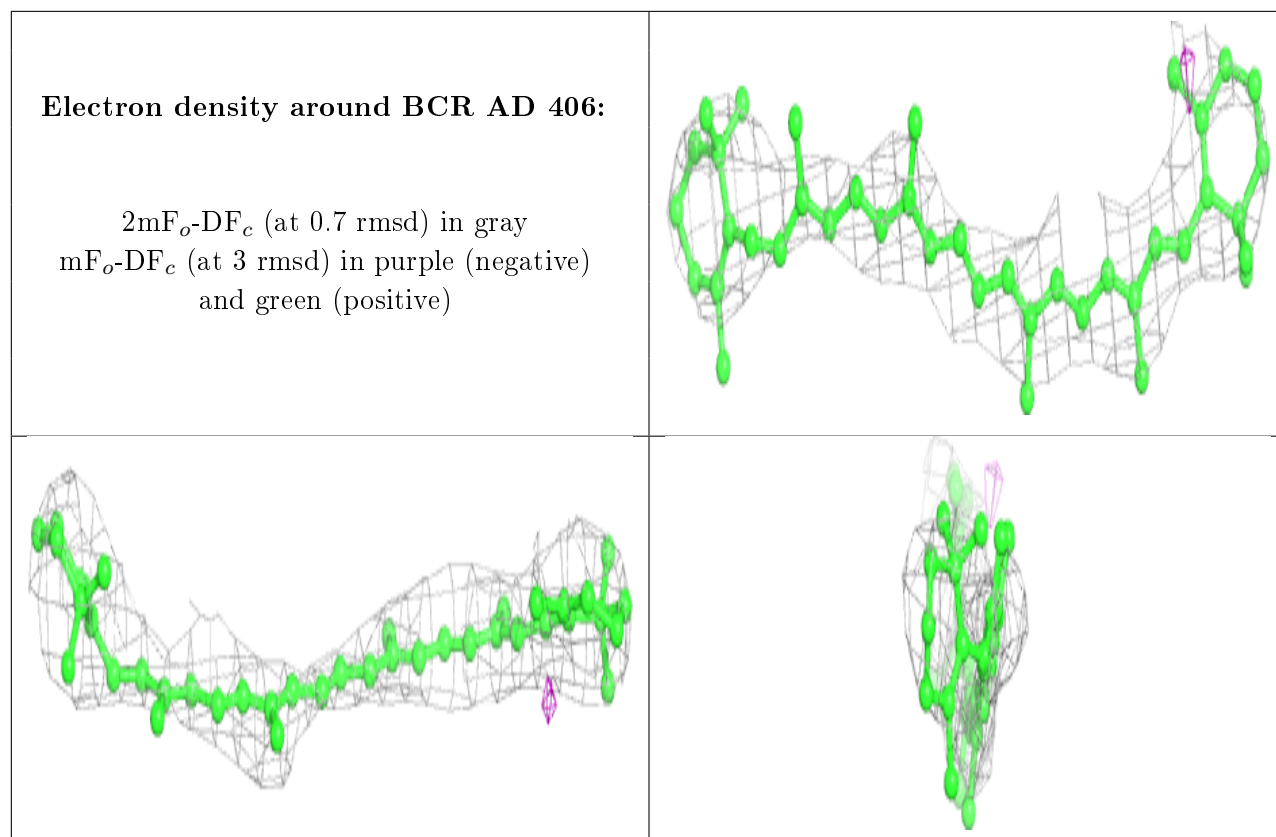 Electron density around BCR AD 406:
2mFₒ-DF𝒸 (at 0.7 rmsd) in gray
mFₒ-DF𝒸 (at 3 rmsd) in purple (negative)
and green (positive)